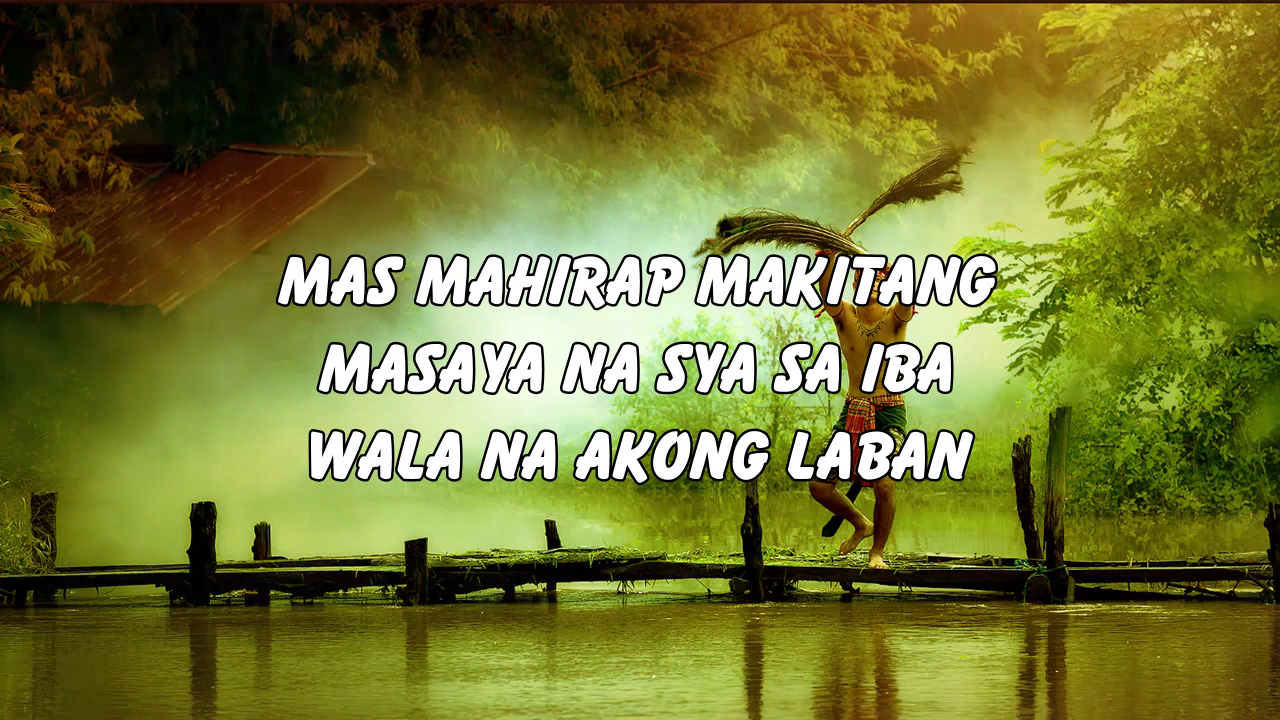 MAS MAHIRAP MAKITANG
MASAYA NA SYA SA IBA
WALA NA AKONG LABAN